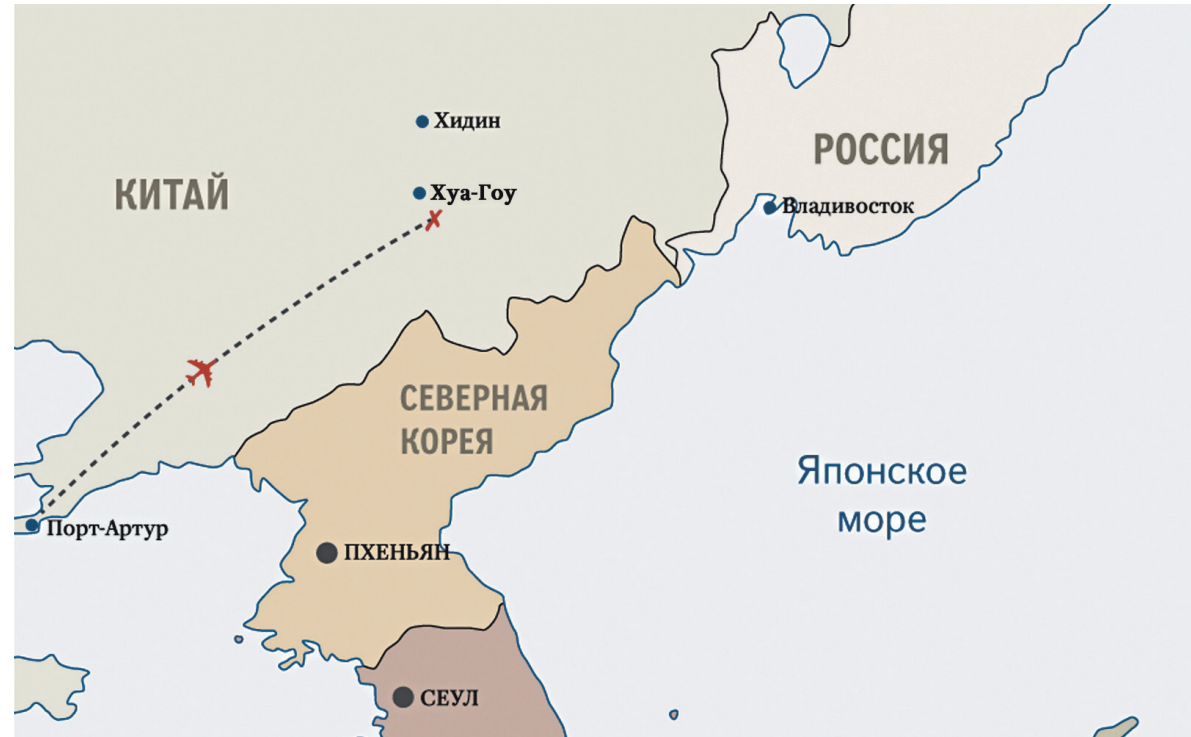 Хидин
РОССИЯ
КИТАЙ
Хуа-Гоу
Владивосток
СЕВЕРНАЯ
КОРЕЯ
Японское
море
Порт-Артур
ПХЕНЬЯН
СЕУЛ